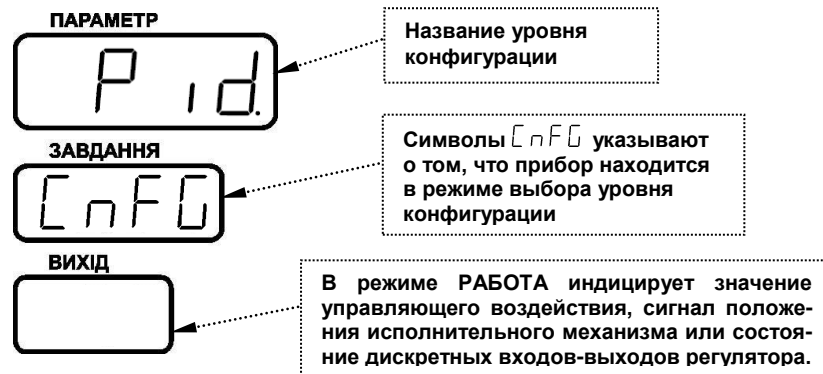 ПАРАМЕТР
P id.
Название уровня
конфигурации
ЗАВДАННЯ
CnFG
Символы CnFG указывают
о том, что прибор находится
в режиме выбора уровня
конфигурации
ВИХІД
В режиме РАБОТА индицирует значение
управляющего воздействия, сигнал положе-
ния исполнительного механизма или состоя-
ние дискретных входов-выходов регулятора.